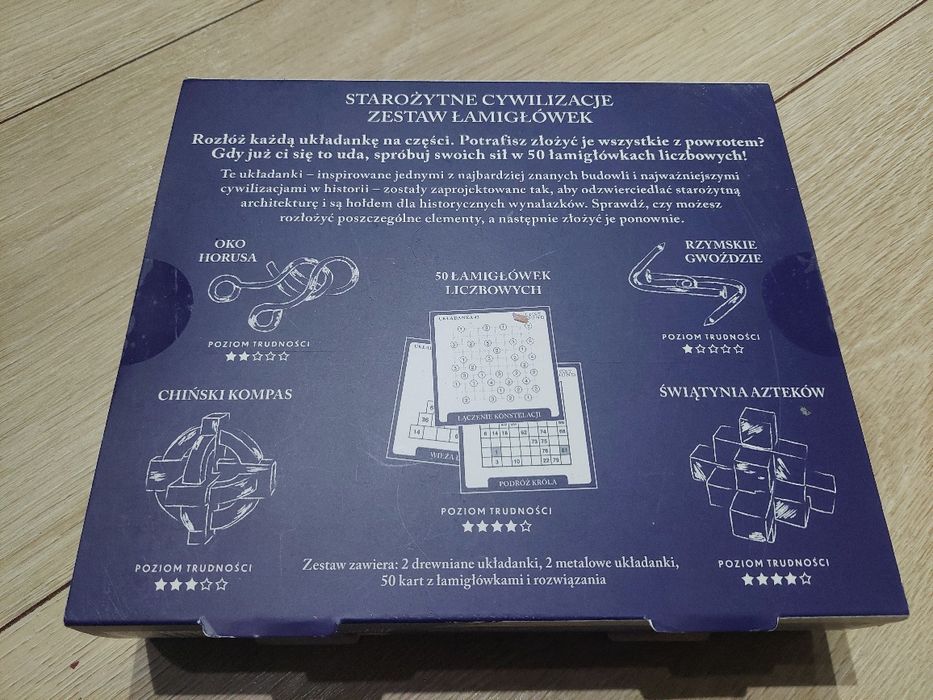 STAROŻYTNE CYWILIZACJE
ZESTAW ŁAMIGŁÓWEK
Rozłóż każdą układankę na części. Potrafisz złożyć je wszystkie z powrotem?
Gdy już ci się to uda, spróbuj swoich sił w 50 łamigłówkach liczbowych!
Te układanki – inspirowane jednymi z najbardziej znanych budowli i najważniejszymi
cywilizacjami w historii – zostały zaprojektowane tak, aby odzwierciedlać starożytną
architekturę i są hołdem dla historycznych wynalazków. Sprawdź, czy możesz
rozłożyć poszczególne elementy, a następnie złożyć je ponownie.
OKO
HORUSA
POZIOM TRUDNOŚCI
RZYMSKIE
GWOŹDZIE
POZIOM TRUDNOŚCI
50 ŁAMIGŁÓWEK
LICZBOWYCH
UKŁADANKA
ŁĄCZENIE KONSTELACJI
WIEŻA
PODRÓŻ KRÓLA
POZIOM TRUDNOŚCI
CHIŃSKI KOMPAS
POZIOM TRUDNOŚCI
ŚWIĄTYNIA AZTEKÓW
POZIOM TRUDNOŚCI
Zestaw zawiera: 2 drewniane układanki, 2 metalowe układanki,
50 kart z łamigłówkami i rozwiązania